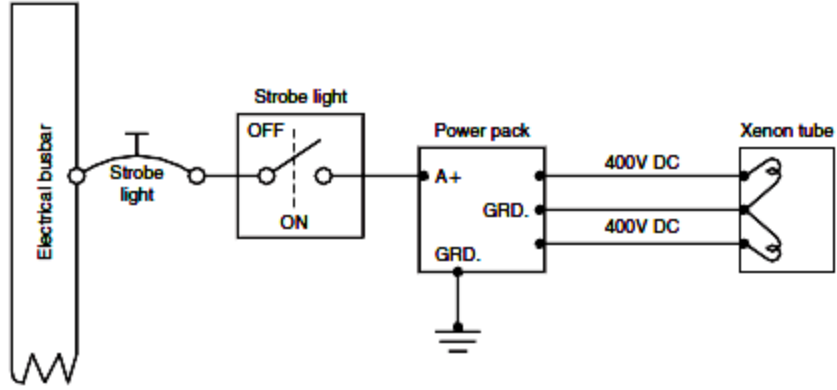 Electrical busbar
Strobe
light
Strobe light
OFF
ON
Power pack
A+
GRD.
GRD.
400V DC
400V DC
Xenon tube